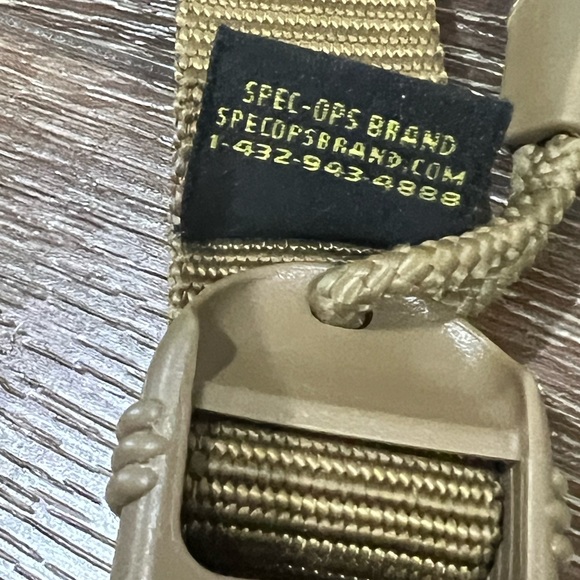 SPEC-OPS BRAND
SPECOPSBRAND.COM
1-432-943-4888